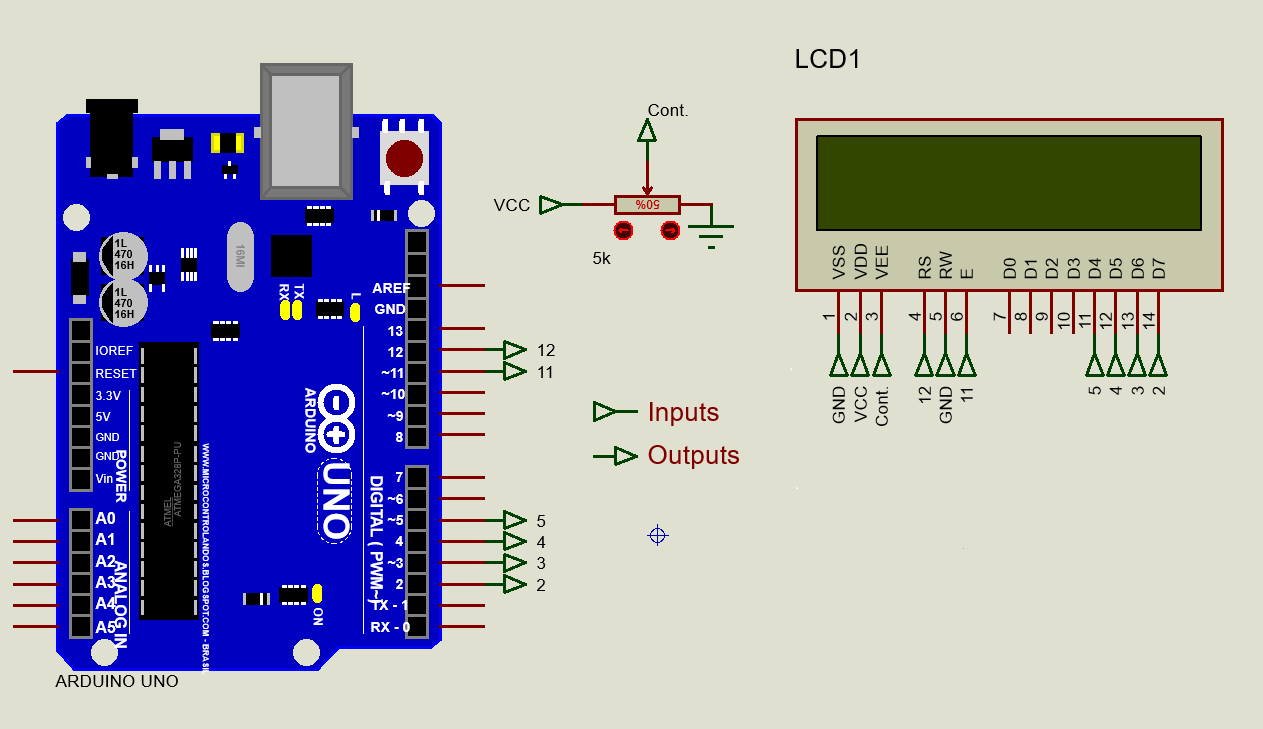 LCD1
Cont.
VCC
50%
5k
1L
470
16H
1L
470
16H
16MI
RX
TX
L
AREF
GND
13
12
~11
~10
~9
8
12
11
IOREF
RESET
3.3V
5V
GND
GND
Vin
POWER
A0
A1
A2
A3
A4
A5
ANALOG IN
ATMEL
ATMEGA328P-PU
WWW.MICROCONTROLANDOS.BLOGSPOT.COM - BRASIL
ARDUINO
UNO
DIGITAL ( PWM~)
7
~6
~5
4
~3
2
TX - 1
RX - 0
5
4
3
2
ON
ARDUINO UNO
Inputs
Outputs
VSS
VDD
VEE
RS
RW
E
D0
D1
D2
D3
D4
D5
D6
D7
1
2
3
4
5
6
7
8
9
10
11
12
13
14
GND
VCC
Cont.
12
GND
11
5
4
3
2